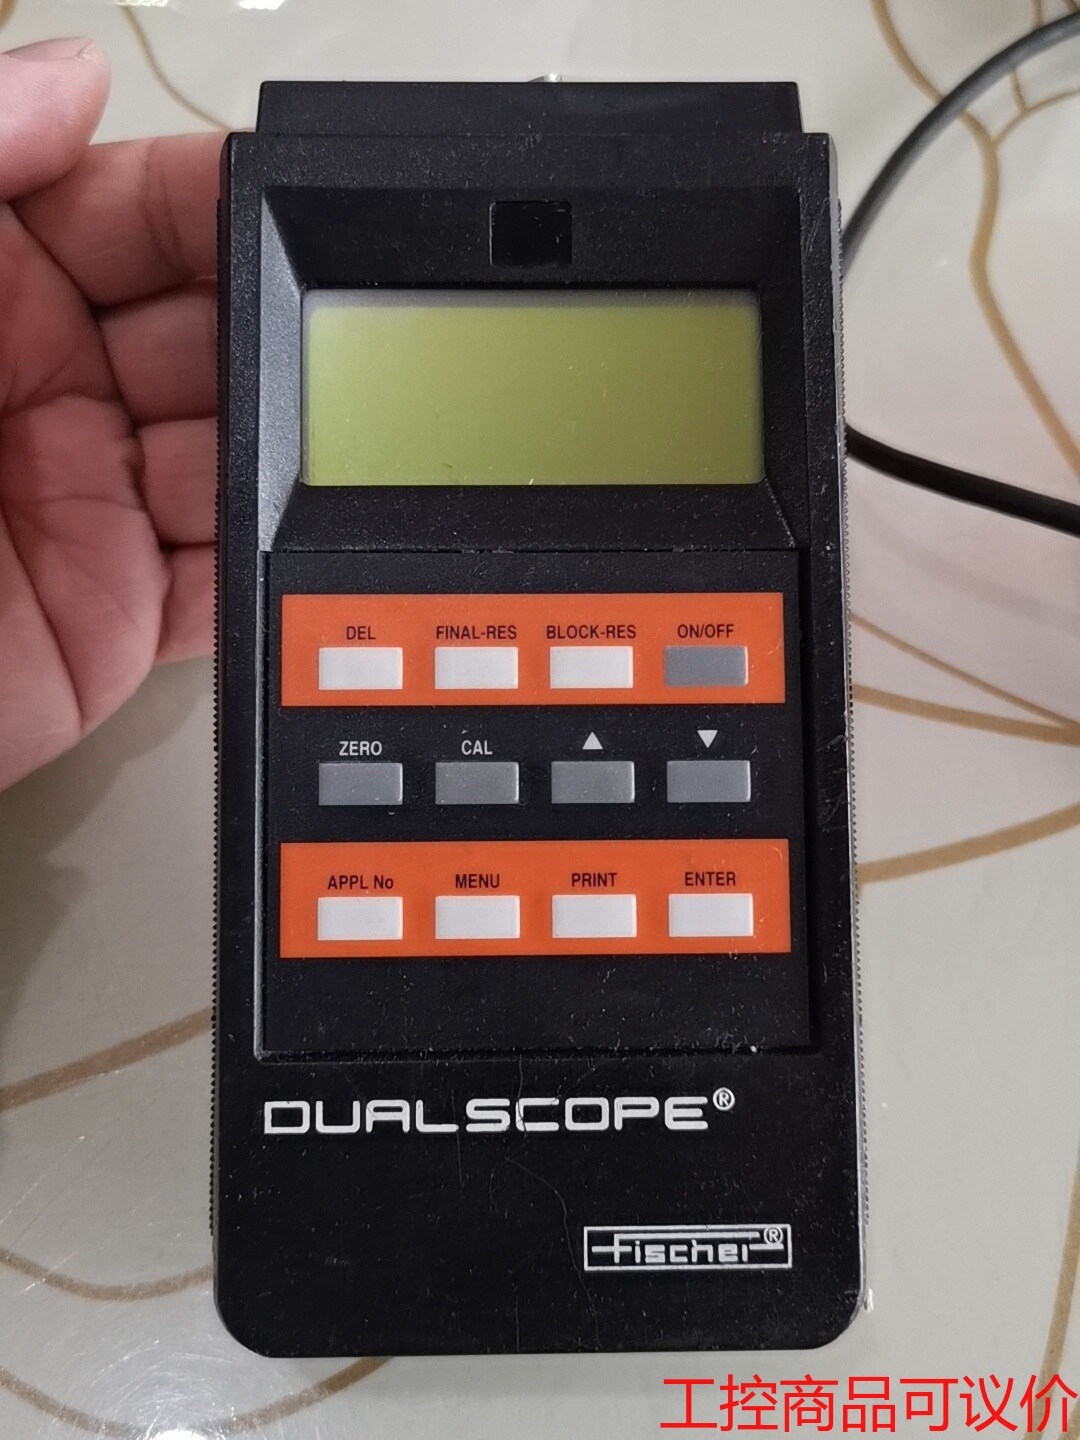 DEL FINAL-RES BLOCK-RES ON/OFF
ZERO CAL ▲ ▼
APPL No MENU PRINT ENTER
DUALSCOPE®
Fischer®
工控商品可议价